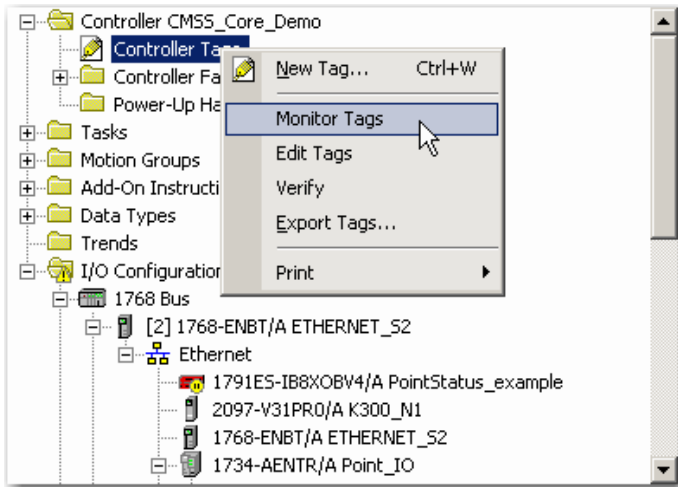 Controller CMSS_Core_Demo
Controller Tags
New Tag... Ctrl+W
Controller Fa
Power-Up Ha
Monitor Tags
Tasks
Edit Tags
Motion Groups
Add-On Instructi
Verify
Data Types
Export Tags...
Trends
I/O Configuration
Print
1768 Bus
[2] 1768-ENBT/A ETHERNET_S2
Ethernet
1791ES-IB8XOBV4/A PointStatus_example
2097-V31PR0/A K300_N1
1768-ENBT/A ETHERNET_S2
1734-AENTR/A Point_IO